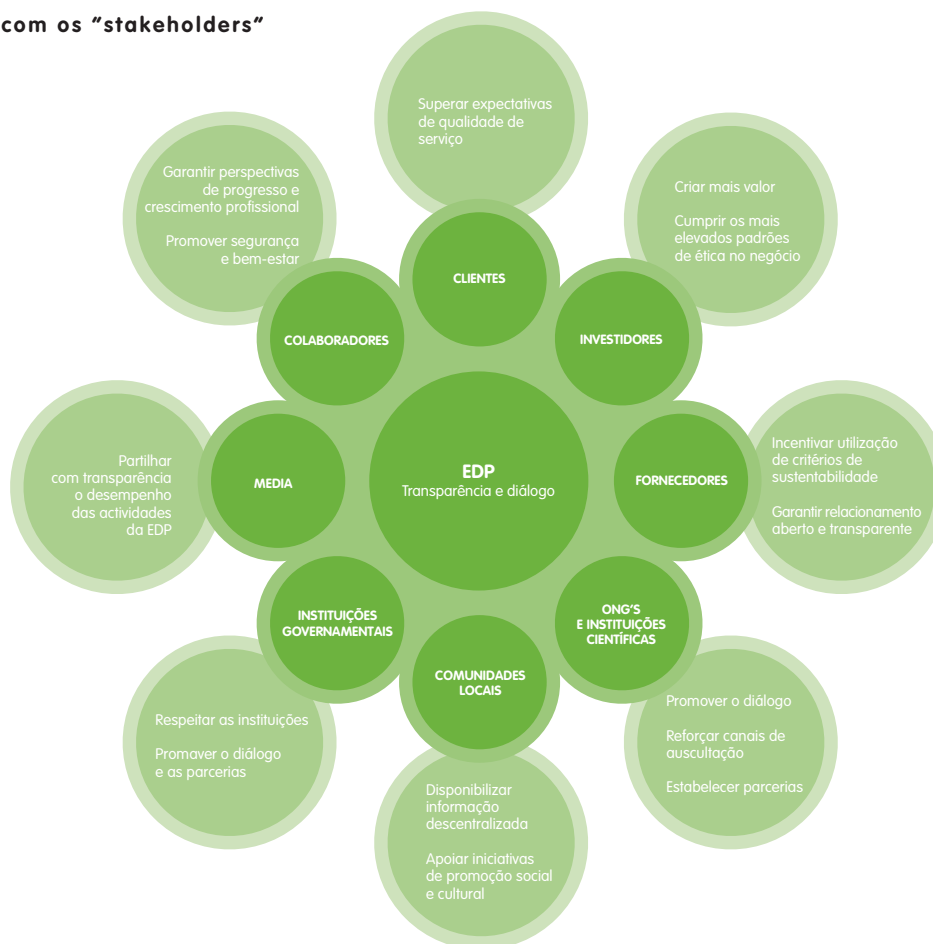 com os “stakeholders“
Superar expectativas
de qualidade de
serviço
Garantir perspectivas
de progresso e
crescimento profissional
Promover segurança
e bem-estar
Criar mais valor
Cumprir os mais
elevados padrões
de ética no negócio
CLIENTES
COLABORADORES
INVESTIDORES
Partilhar
com transparência
o desempenho
das actividades
da EDP
MEDIA
EDP
Transparência e diálogo
FORNECEDORES
Incentivar utilização
de critérios de
sustentabilidade
Garantir relacionamento
aberto e transparente
INSTITUIÇÕES
GOVERNAMENTAIS
ONG’S
E INSTITUIÇÕES
CIENTÍFICAS
COMUNIDADES
LOCAIS
Respeitar as instituições
Promaver o diálogo
e as parcerias
Promover o diálogo
Reforçar canais de
auscultação
Estabelecer parcerias
Disponibilizar
informação
descentralizada
Apoiar iniciativas
de promoção social
e cultural